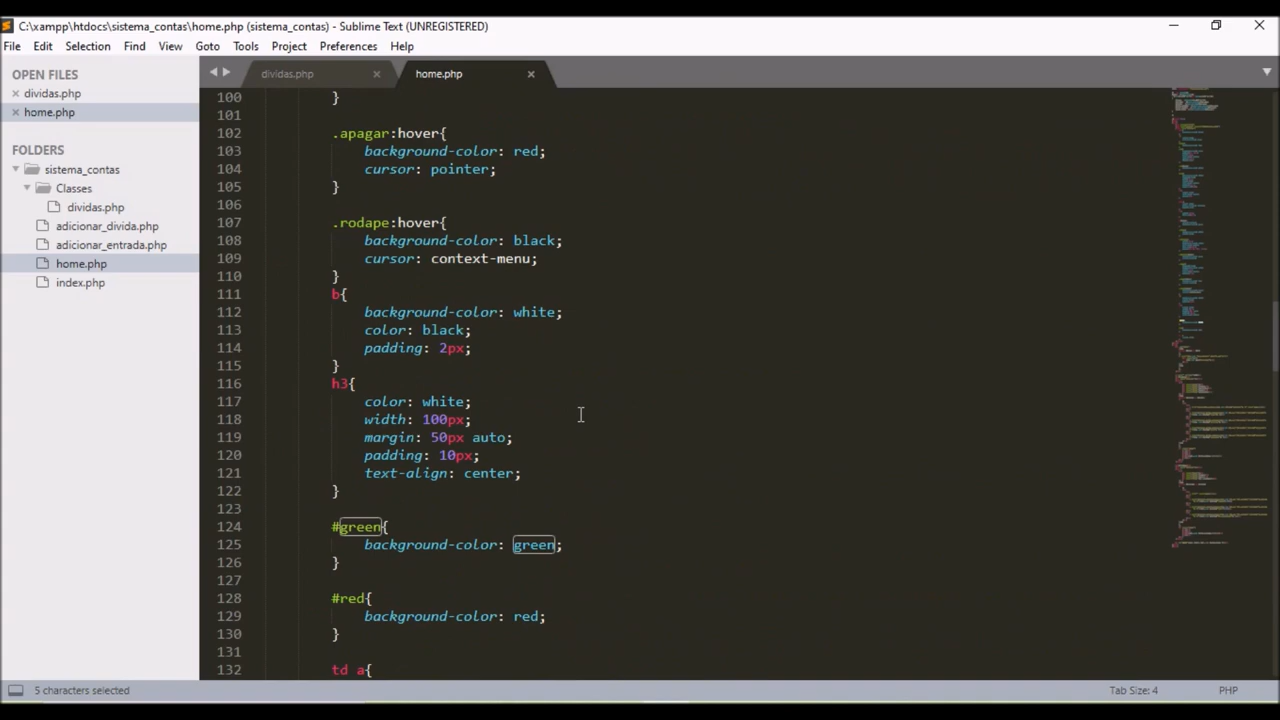 C:\xampp\htdocs\sistema_contas\home.php (sistema_contas) - Sublime Text (UNREGISTERED)
File Edit Selection Find View Goto Tools Project Preferences Help
OPEN FILES
dividas.php
home.php
FOLDERS
sistema_contas
Classes
dividas.php
adicionar_divida.php
adicionar_entrada.php
home.php
index.php
dividas.php home.php
100 }
101
102 .apagar:hover{
103 background-color: red;
104 cursor: pointer;
105 }
106
107 .rodape:hover{
108 background-color: black;
109 cursor: context-menu;
110 }
111 b{
112 background-color: white;
113 color: black;
114 padding: 2px;
115 }
116 h3{
117 color: white;
118 width: 100px;
119 margin: 50px auto;
120 padding: 10px;
121 text-align: center;
122 }
123
124 #green{
125 background-color: green;
126 }
127
128 #red{
129 background-color: red;
130 }
131
132 td a{
5 characters selected Tab Size: 4 PHP